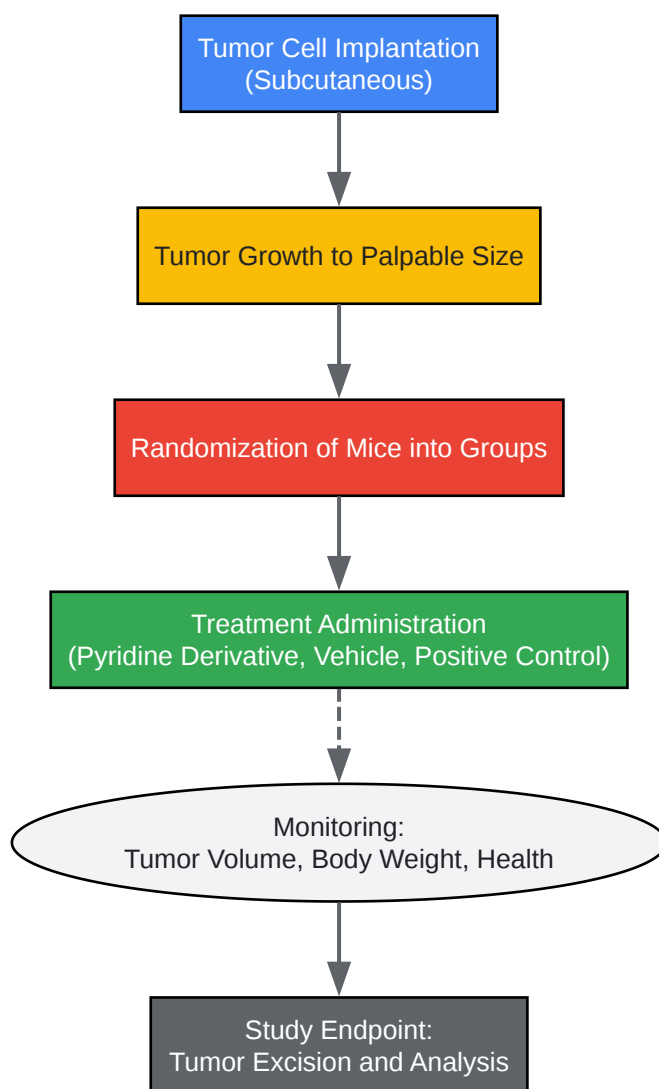 Tumor Cell Implantation
(Subcutaneous)
Tumor Growth to Palpable Size
Randomization of Mice into Groups
Treatment Administration
(Pyridine Derivative, Vehicle, Positive Control)
Monitoring:
Tumor Volume, Body Weight, Health
Study Endpoint:
Tumor Excision and Analysis